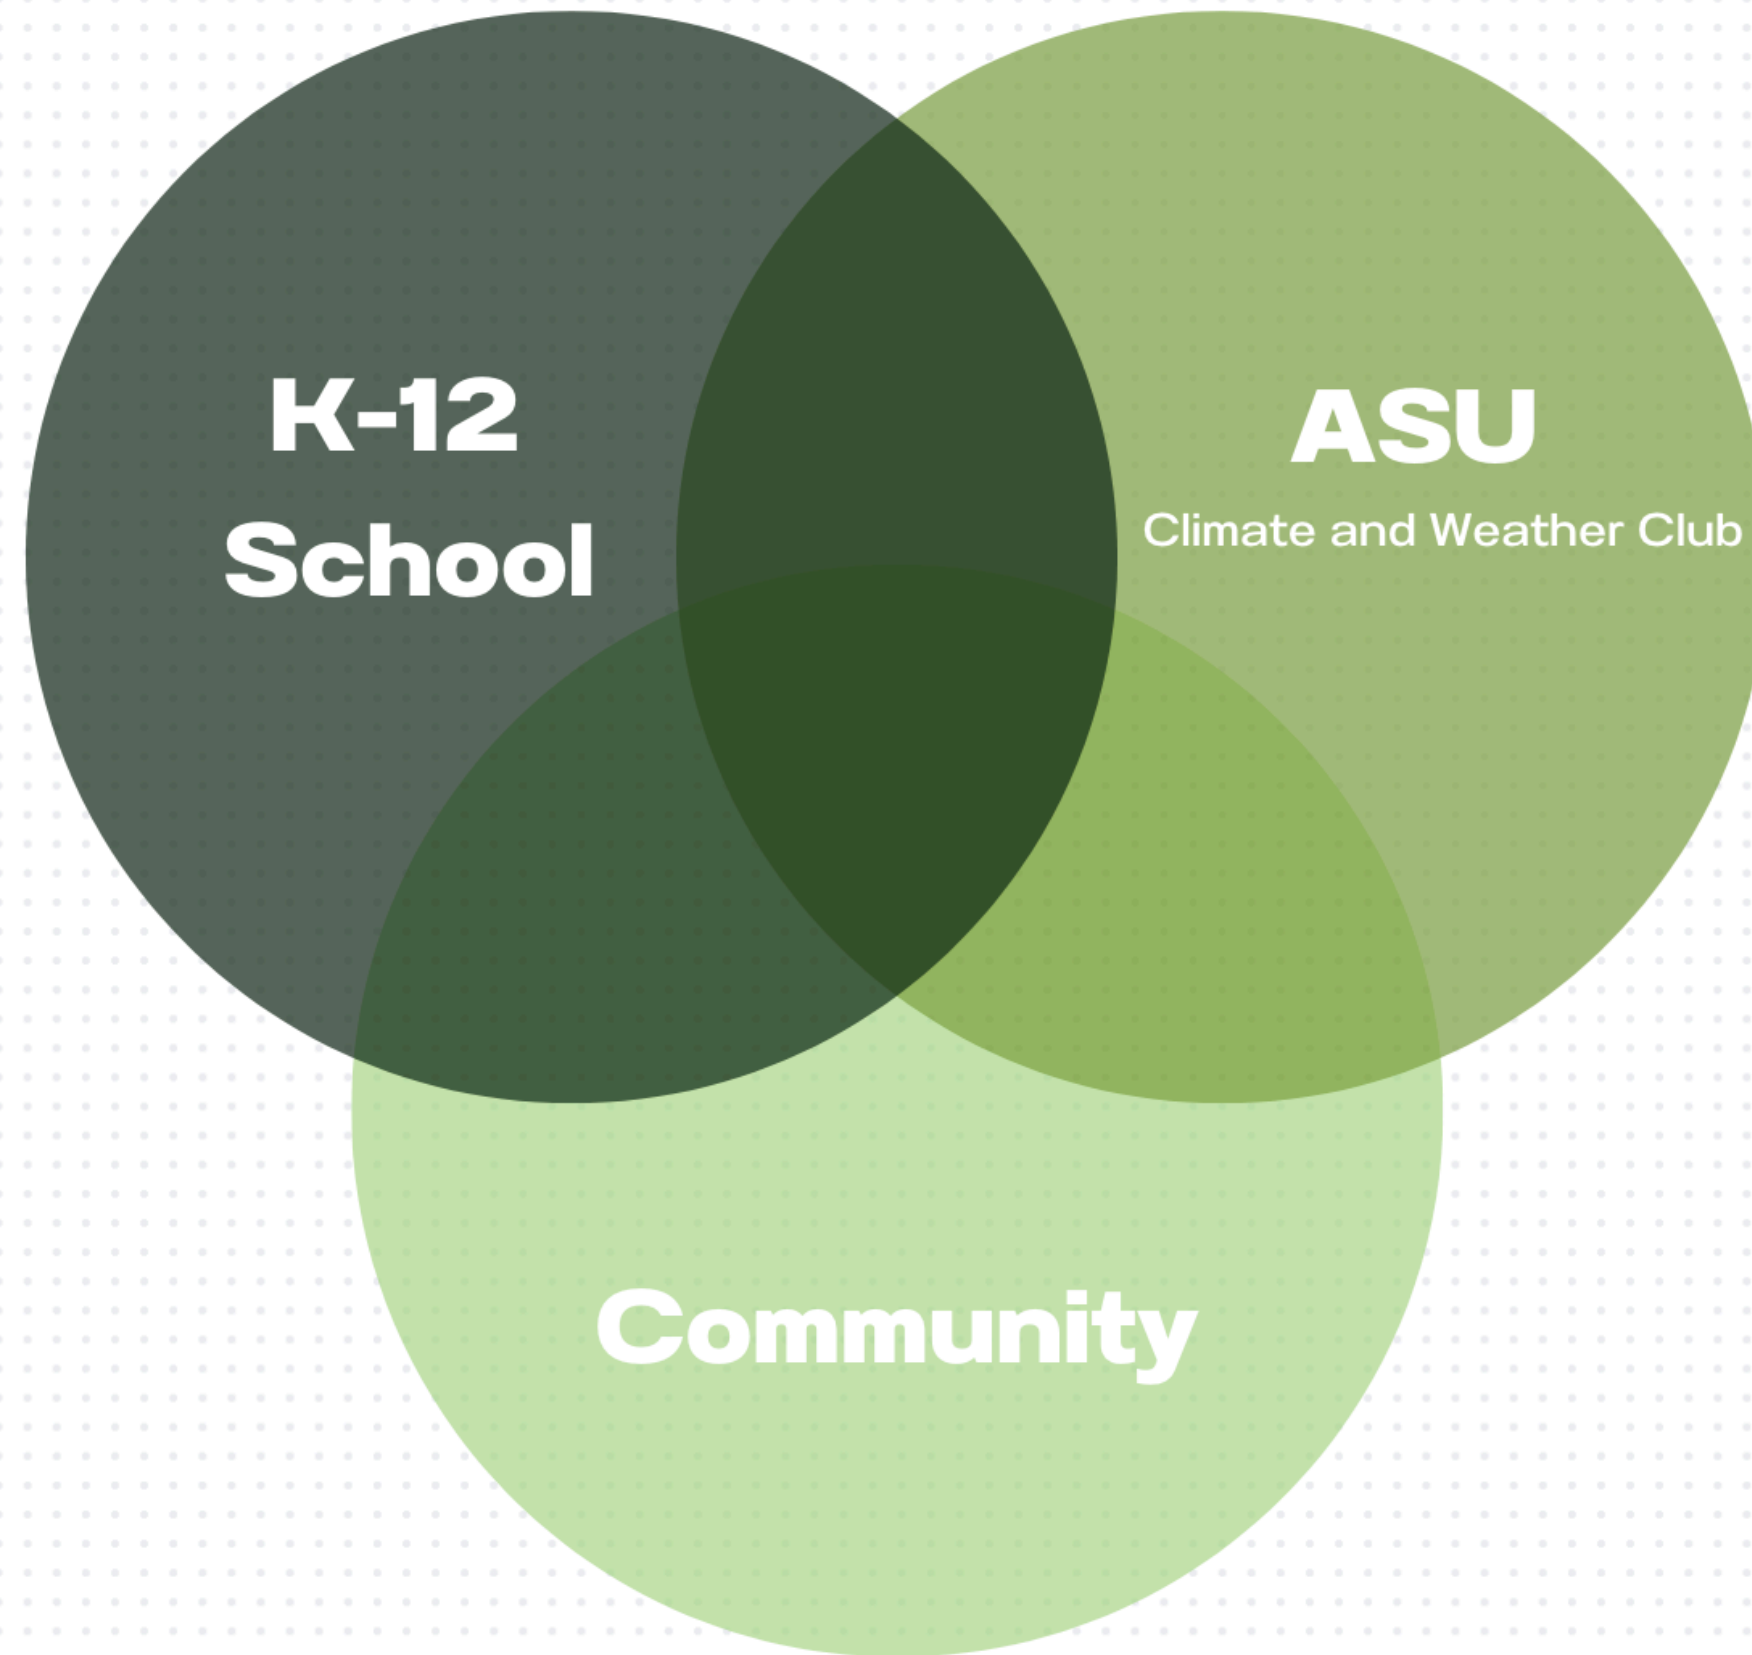 K-12
School
ASU
Climate and Weather Club
Community